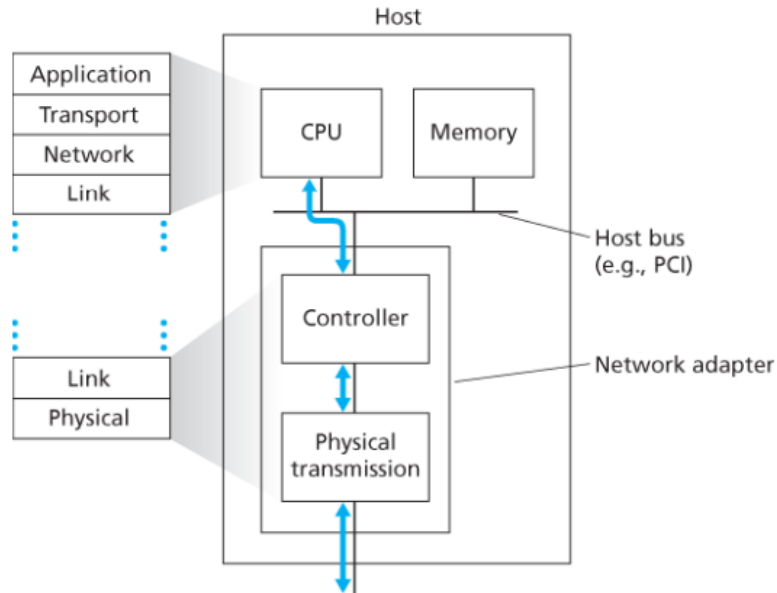 Host
Application
Transport
Network
Link
CPU
Memory
Host bus
(e.g., PCI)
Controller
Network adapter
Link
Physical
Physical
transmission